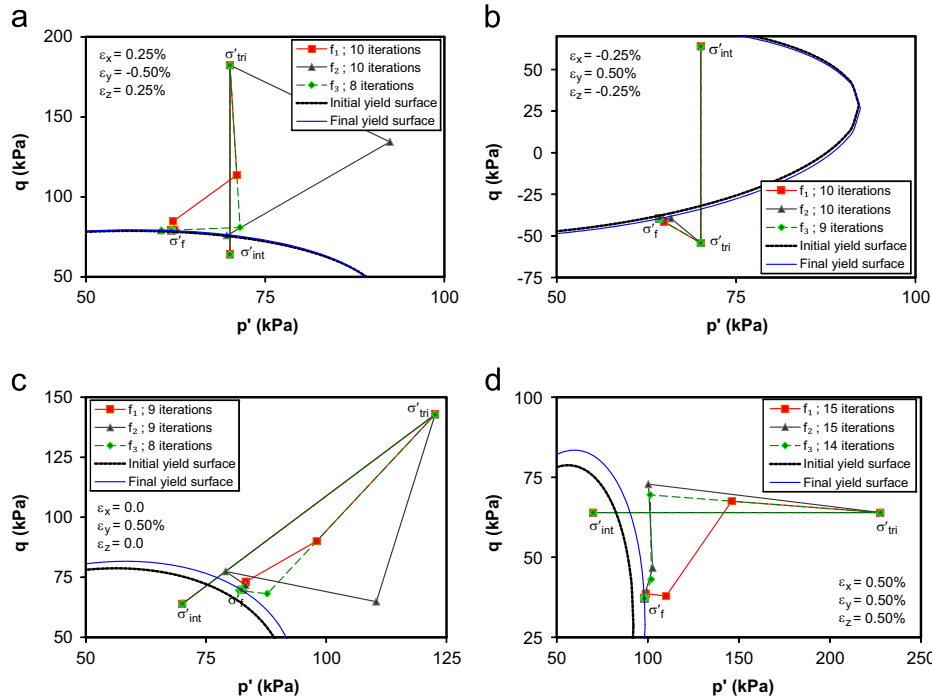 a
200
εx = 0.25%
εy = -0.50%
εz = 0.25%
σ′tri
f₁ ; 10 iterations
f₂ ; 10 iterations
f₃ ; 8 iterations
Initial yield surface
Final yield surface
150
q (kPa)
100
σ′f
σ′int
50
50
75
100
p' (kPa)
b
70
εx = -0.25%
εy = 0.50%
εz = -0.25%
σ′int
50
25
q (kPa)
0
-25
f₁ ; 10 iterations
f₂ ; 10 iterations
f₃ ; 9 iterations
Initial yield surface
Final yield surface
σ′f
σ′tri
-50
-75
50
75
100
p' (kPa)
c
150
f₁ ; 9 iterations
f₂ ; 9 iterations
f₃ ; 8 iterations
Initial yield surface
Final yield surface
σ′tri
125
εx = 0.0
εy = 0.50%
εz = 0.0
q (kPa)
100
75
σ′f
σ′int
50
50
75
100
125
p' (kPa)
d
100
f₁ ; 15 iterations
f₂ ; 15 iterations
f₃ ; 14 iterations
Initial yield surface
Final yield surface
75
σ′int
σ′tri
q (kPa)
50
εx = 0.50%
εy = 0.50%
εz = 0.50%
σ′f
25
50
100
150
200
250
p' (kPa)